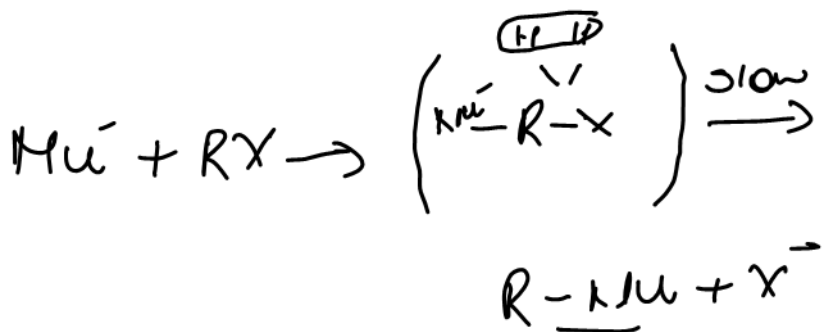 H H
Nu⁻ + RX → ( Nu⁻ – R – X ) slow →
R – Nu + X⁻